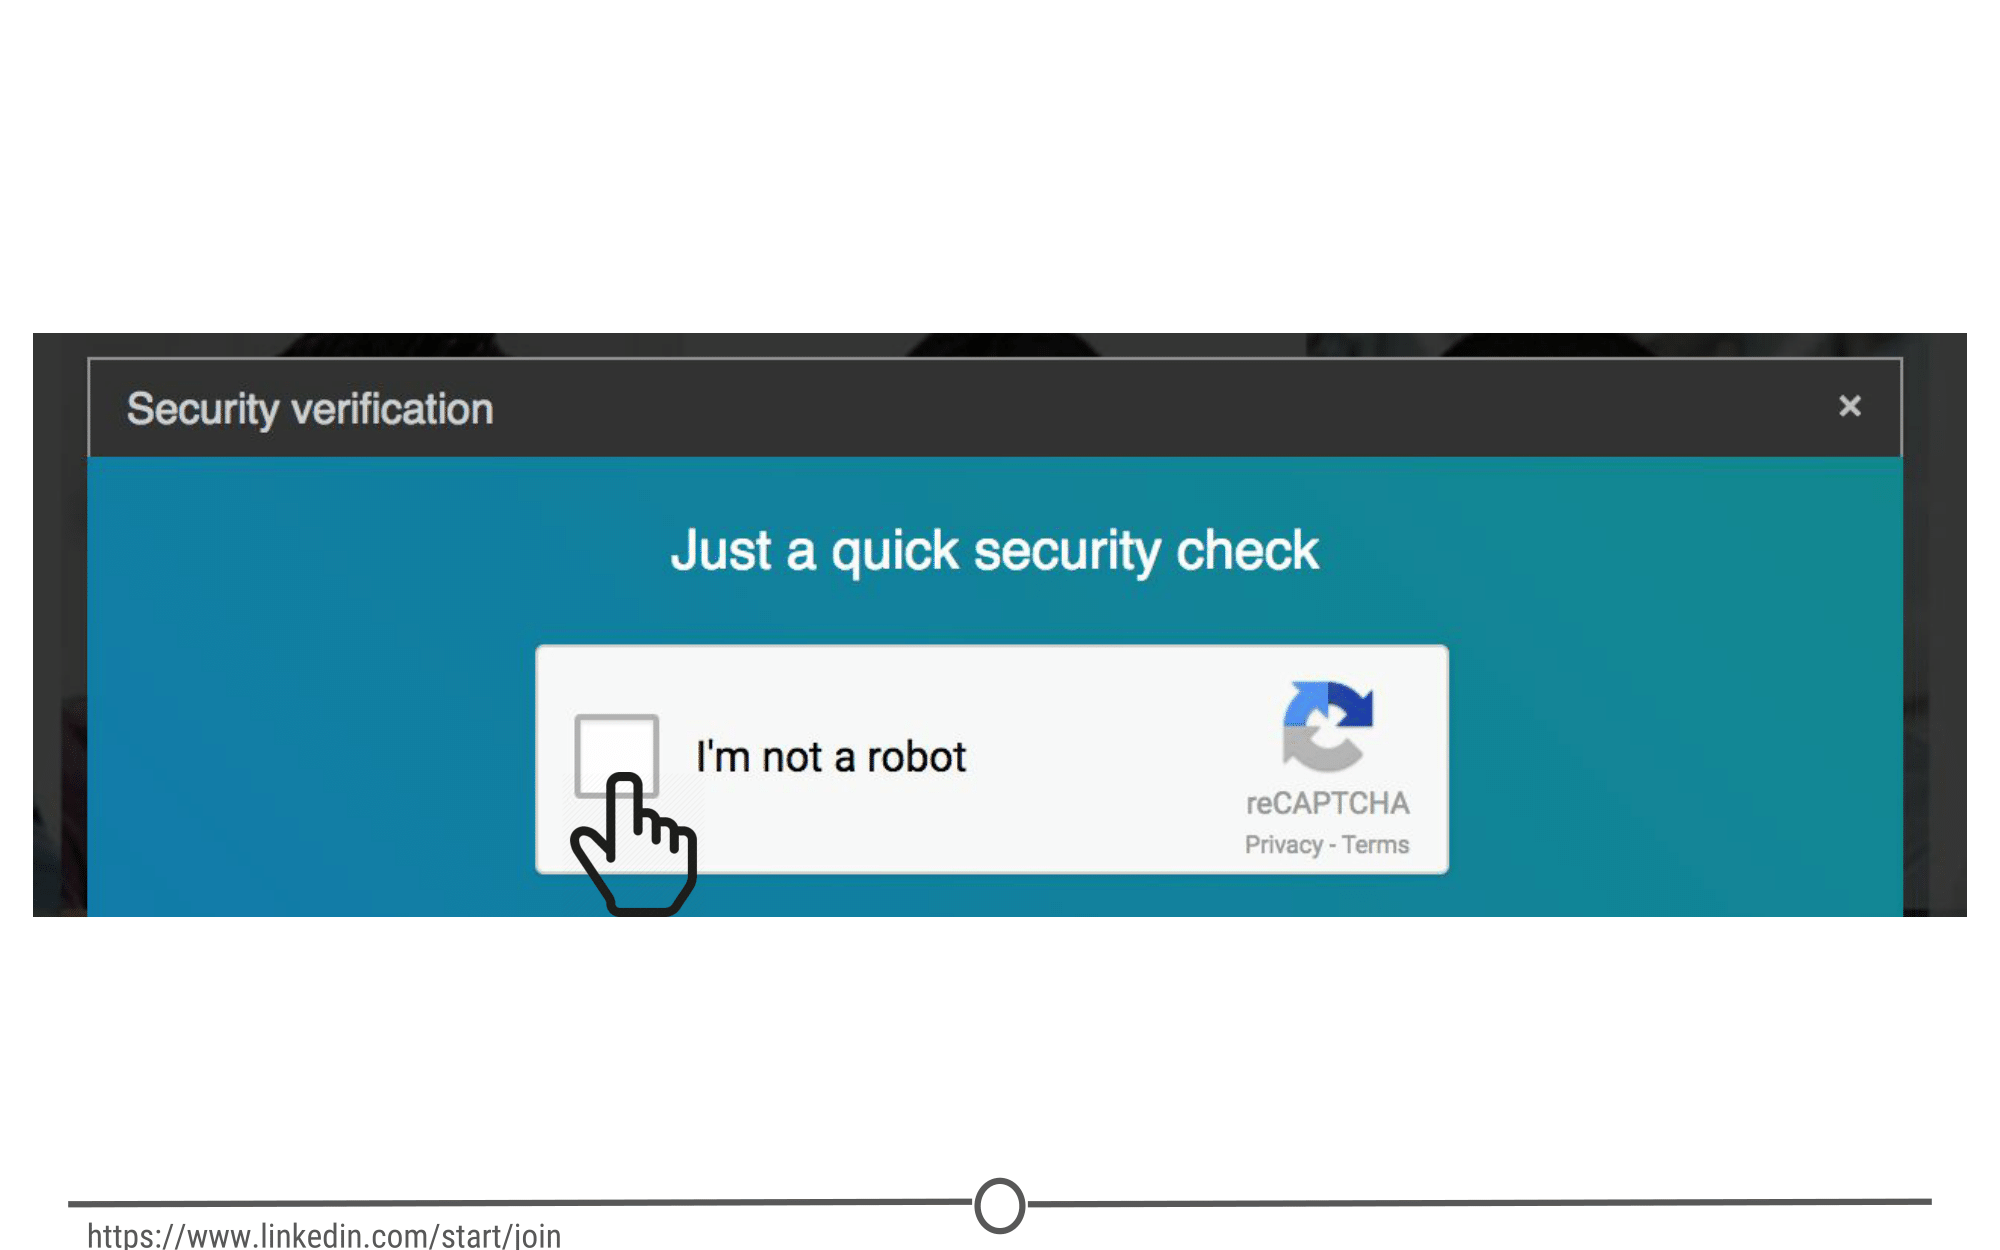 Security verification
×
Just a quick security check
I'm not a robot
reCAPTCHA
Privacy - Terms
https://www.linkedin.com/start/join